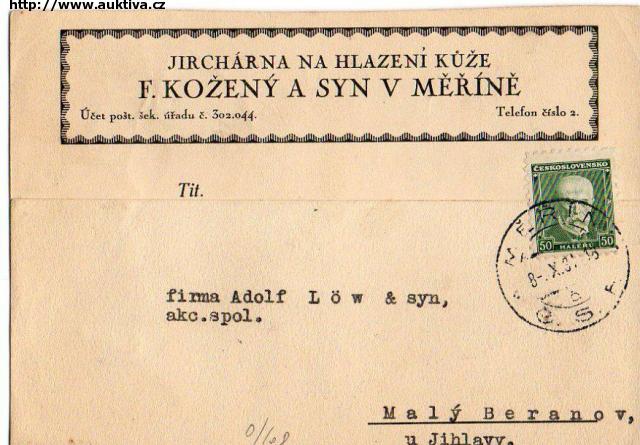 http://www.auktiva.cz
JIRCHÁRNA NA HLAZENÍ KŮŽE
F. KOŽENÝ A SYN V MĚŘÍNĚ
Účet pošt. šek. úřadu č. 302.044.
Telefon číslo 2.
Tit.
ČESKOSLOVENSKO
50 HALÉŘŮ 50
MĚŘÍN
Č.S.
firma Adolf Löw & syn,
akc.spol.
Malý Beranov,
u Jihlavy.